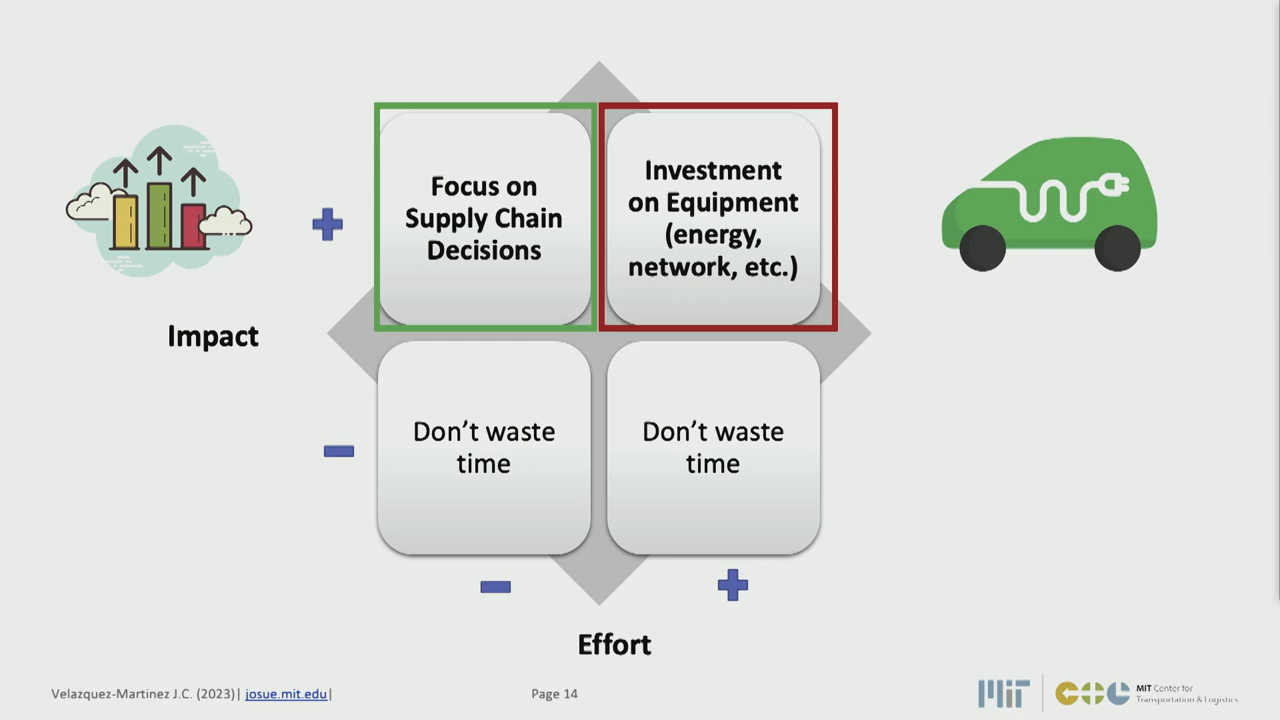 Focus on
Supply Chain
Decisions
Investment
on Equipment
(energy,
network, etc.)
Impact
Don’t waste
time
Don’t waste
time
Effort
Velazquez-Martinez J.C. (2023)| josue.mit.edu|
Page 14
MIT
CTL
MIT Center for
Transportation & Logistics